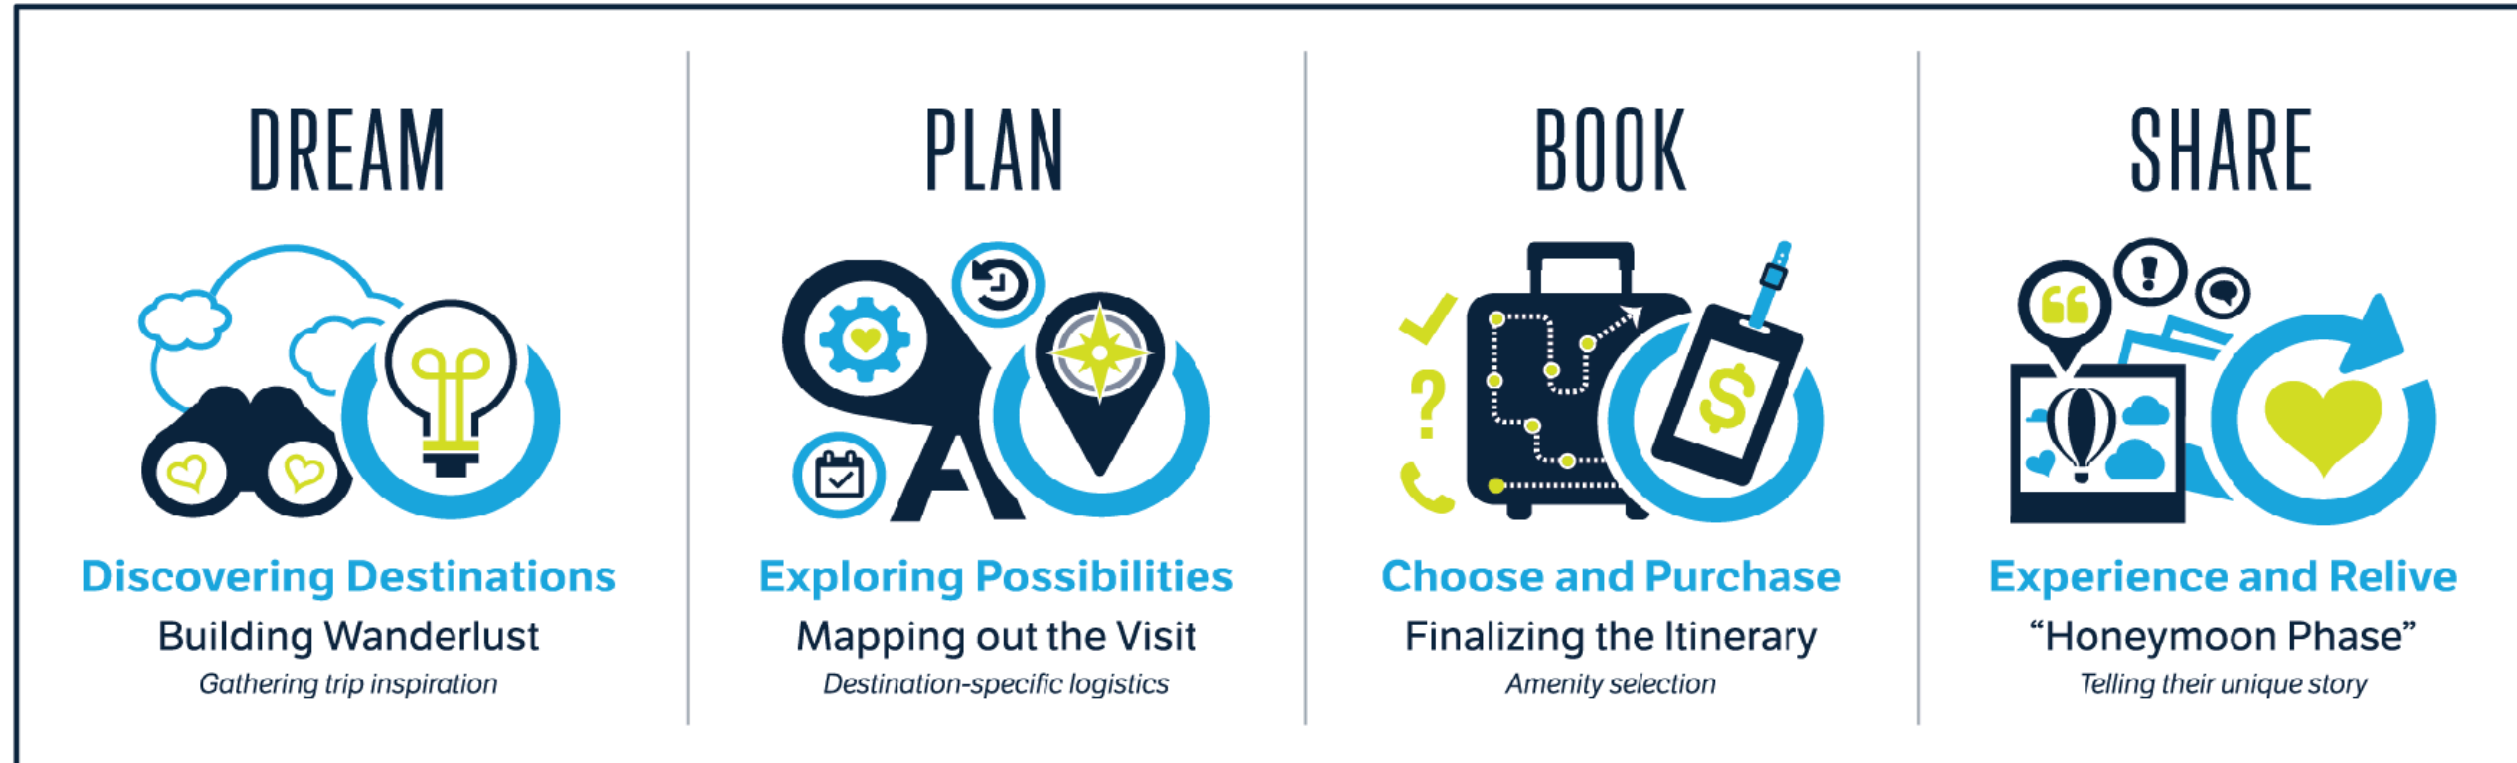 DREAM
Discovering Destinations
Building Wanderlust
Gathering trip inspiration
PLAN
Exploring Possibilities
Mapping out the Visit
Destination-specific logistics
BOOK
?
$
Choose and Purchase
Finalizing the Itinerary
Amenity selection
SHARE
“
!
Experience and Relive
“Honeymoon Phase”
Telling their unique story